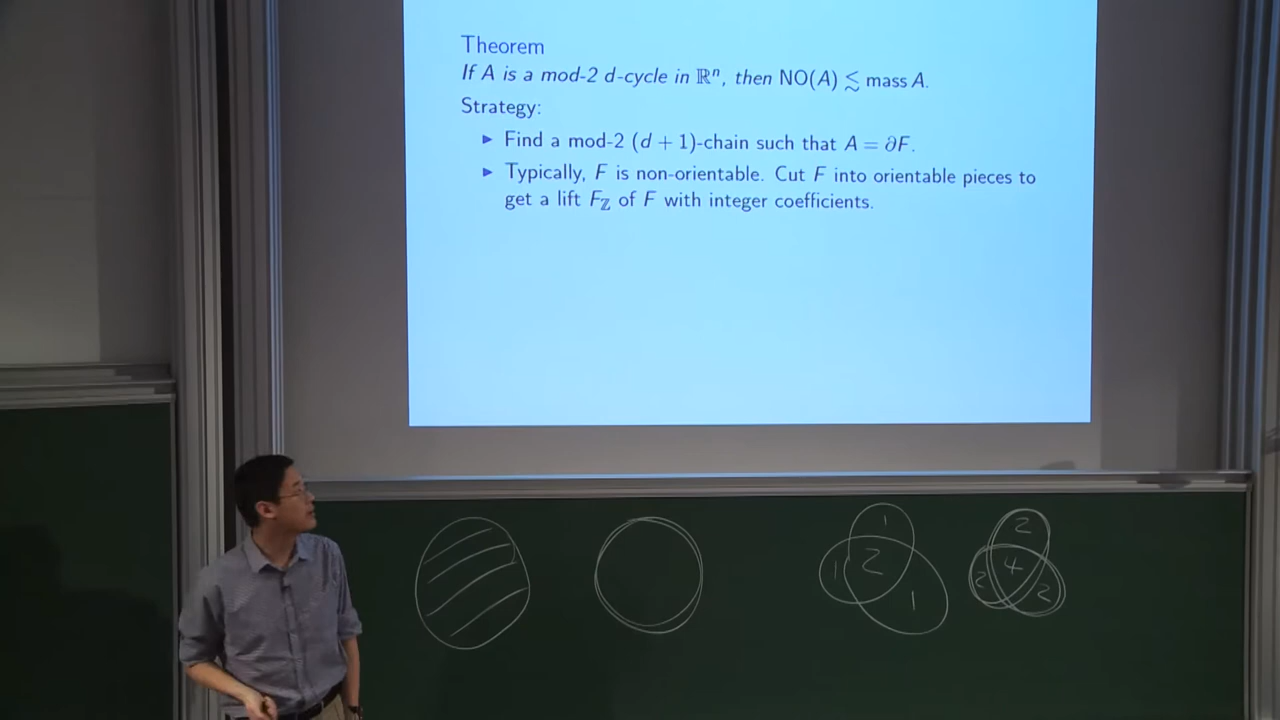 Theorem
If A is a mod-2 d-cycle in ℝⁿ, then NO(A) ≲ mass A.
Strategy:
▶ Find a mod-2 (d + 1)-chain such that A = ∂F.
▶ Typically, F is non-orientable. Cut F into orientable pieces to
get a lift F_ℤ of F with integer coefficients.
1
1 2
1
2
2 4 2